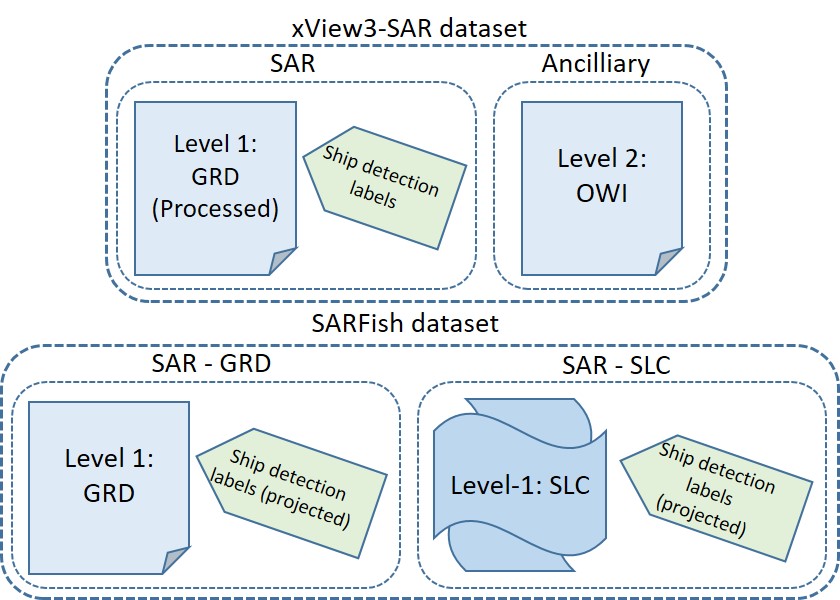 xView3-SAR dataset
SAR
Ancilliary
Level 1:
GRD
(Processed)
Ship detection
labels
Level 2:
OWI
SARFish dataset
SAR - GRD
SAR - SLC
Level 1:
GRD
Ship detection
labels (projected)
Level-1: SLC
Ship detection
labels
(projected)